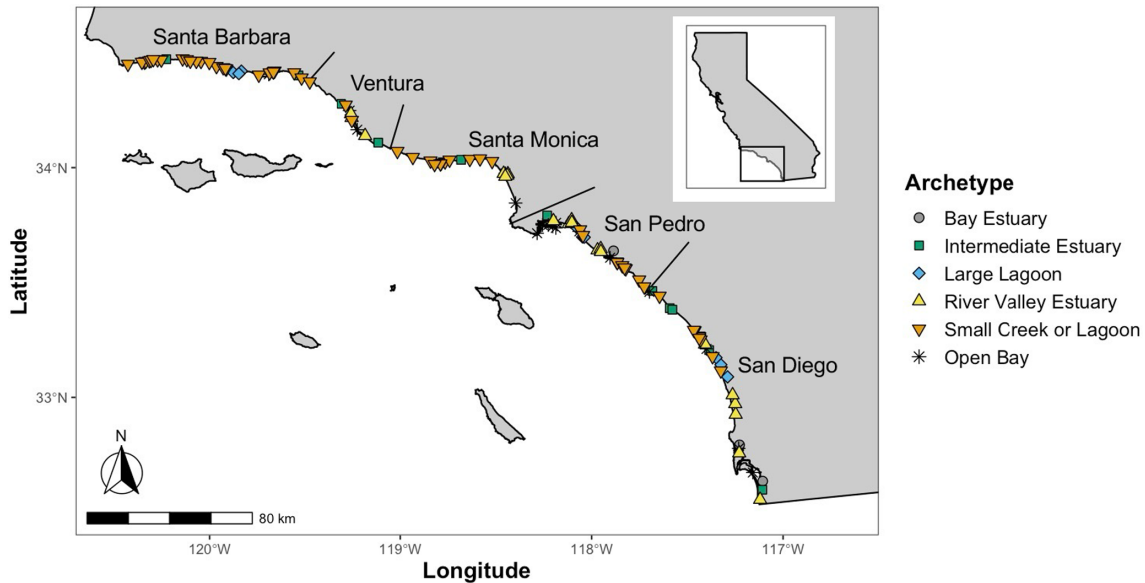 Santa Barbara
Ventura
Santa Monica
San Pedro
San Diego
34°N
33°N
Latitude
N
80 km
120°W
119°W
118°W
117°W
Longitude
Archetype
Bay Estuary
Intermediate Estuary
Large Lagoon
River Valley Estuary
Small Creek or Lagoon
Open Bay